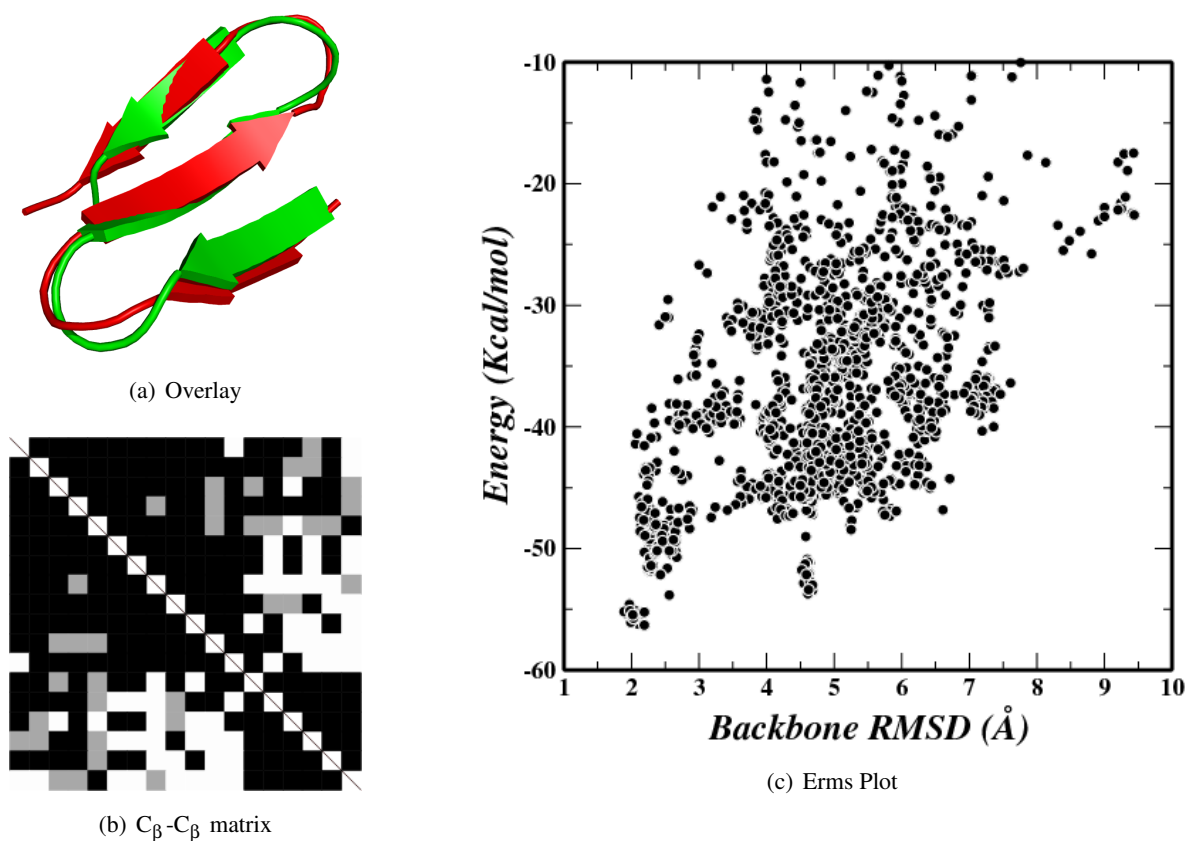 (a) Overlay
(b) Cβ-Cβ matrix
-10
-20
-30
-40
-50
-60
Energy (Kcal/mol)
1 2 3 4 5 6 7 8 9 10
Backbone RMSD (Å)
(c) Erms Plot